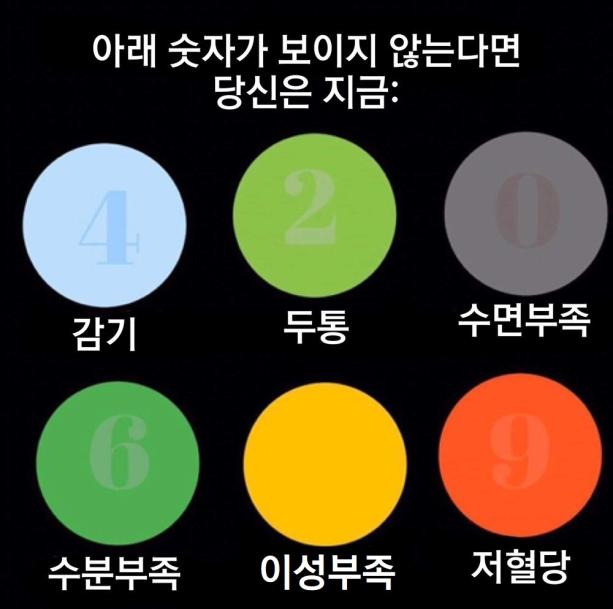 아래 숫자가 보이지 않는다면
당신은 지금:
4 2 0
감기 두통 수면부족
6 9
수분부족 이성부족 저혈당